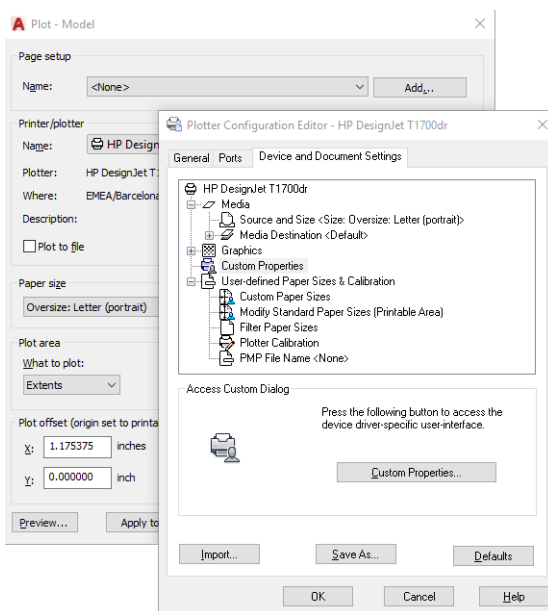 Plot - Model
Page setup
Name: <None> Add...
Printer/plotter
Name: HP Design
Plotter: HP DesignJet T
Where: EMEA/Barcelona
Description:
Plot to file
Paper size
Oversize: Letter (portrait)
Plot area
What to plot:
Extents
Plot offset (origin set to printa
X: 1.175375 inches
Y: 0.000000 inch
Preview... Apply to
Plotter Configuration Editor - HP DesignJet T1700dr
General Ports Device and Document Settings
HP DesignJet T1700dr
Media
Source and Size <Size: Oversize: Letter (portrait)>
Media Destination <Default>
Graphics
Custom Properties
User-defined Paper Sizes & Calibration
Custom Paper Sizes
Modify Standard Paper Sizes (Printable Area)
Filter Paper Sizes
Plotter Calibration
PMP File Name <None>
Access Custom Dialog
Press the following button to access the
device driver-specific user-interface.
Custom Properties...
Import... Save As... Defaults
OK Cancel Help